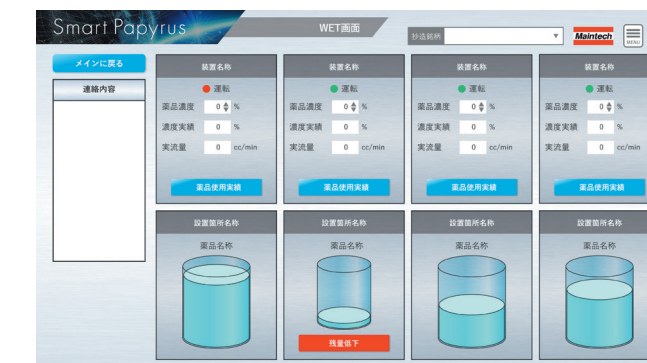 Smart Papyrus
WET画面
抄造銘柄
Maintech
MENU
メインに戻る
連絡内容
装置名称
運転
薬品濃度 0 %
濃度実績 0 %
実流量 0 cc/min
薬品使用実績
装置名称
運転
薬品濃度 0 %
濃度実績 0 %
実流量 0 cc/min
薬品使用実績
装置名称
運転
薬品濃度 0 %
濃度実績 0 %
実流量 0 cc/min
薬品使用実績
装置名称
運転
薬品濃度 0 %
濃度実績 0 %
実流量 0 cc/min
薬品使用実績
設置箇所名称
薬品名称
設置箇所名称
薬品名称
残量低下
設置箇所名称
薬品名称
設置箇所名称
薬品名称